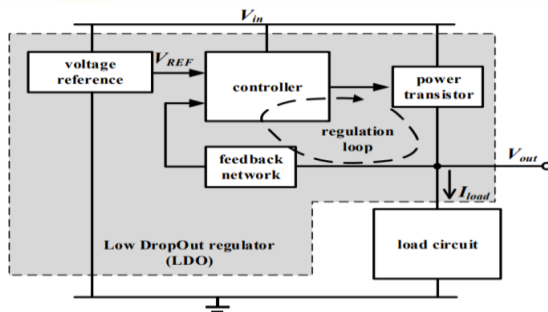 V_in
voltage
reference
V_REF
controller
power
transistor
regulation
loop
feedback
network
V_out
I_load
Low DropOut regulator
(LDO)
load circuit